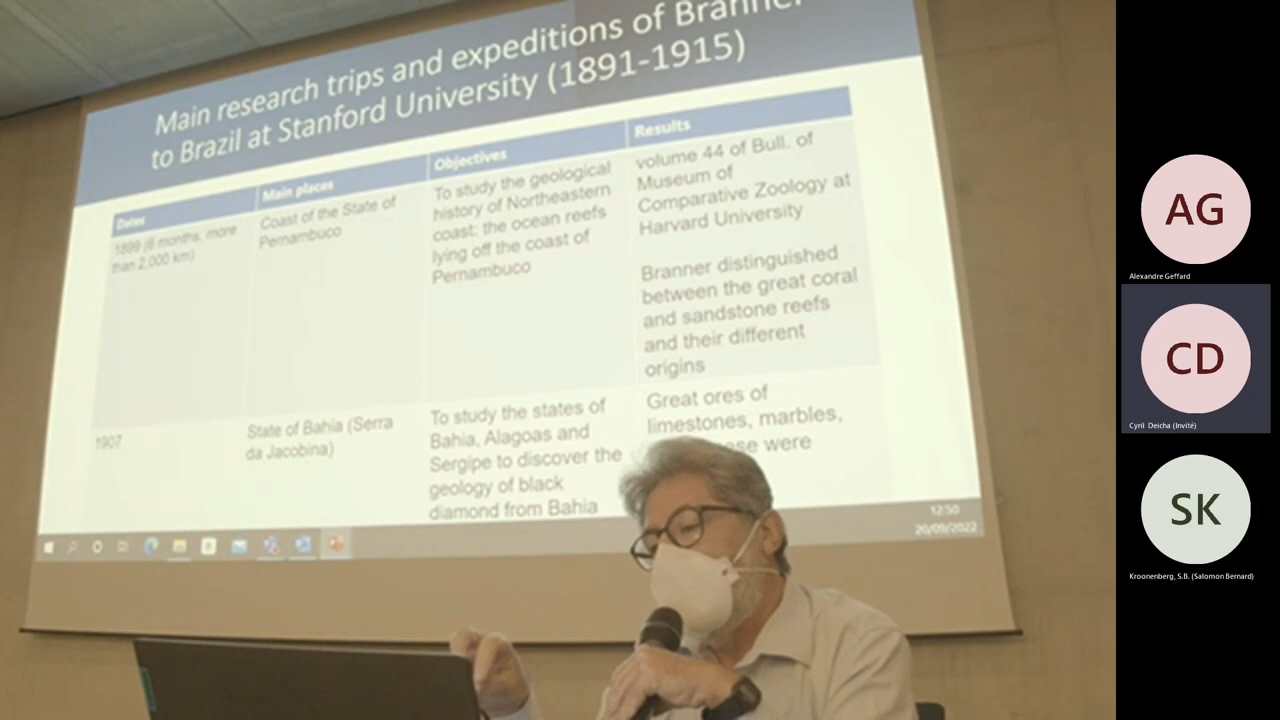 Main research trips and expeditions of Branner
to Brazil at Stanford University (1891-1915)
Dates
Main places
Objectives
Results
1899 (6 months, more
than 2,000 km)
Coast of the State of
Pernambuco
To study the geological
history of Northeastern
coast: the ocean reefs
lying off the coast of
Pernambuco
volume 44 of Bull. of
Museum of
Comparative Zoology at
Harvard University
Branner distinguished
between the great coral
and sandstone reefs
and their different
origins
1907
State of Bahia (Serra
da Jacobina)
To study the states of
Bahia, Alagoas and
Sergipe to discover the
geology of black
diamond from Bahia
Great ores of
limestones, marbles,
were
12:50
20/09/2022
AG
Alexandre Geffard
CD
Cyril Deicha (Invité)
SK
Kroonenberg, S.B. (Salomon Bernard)